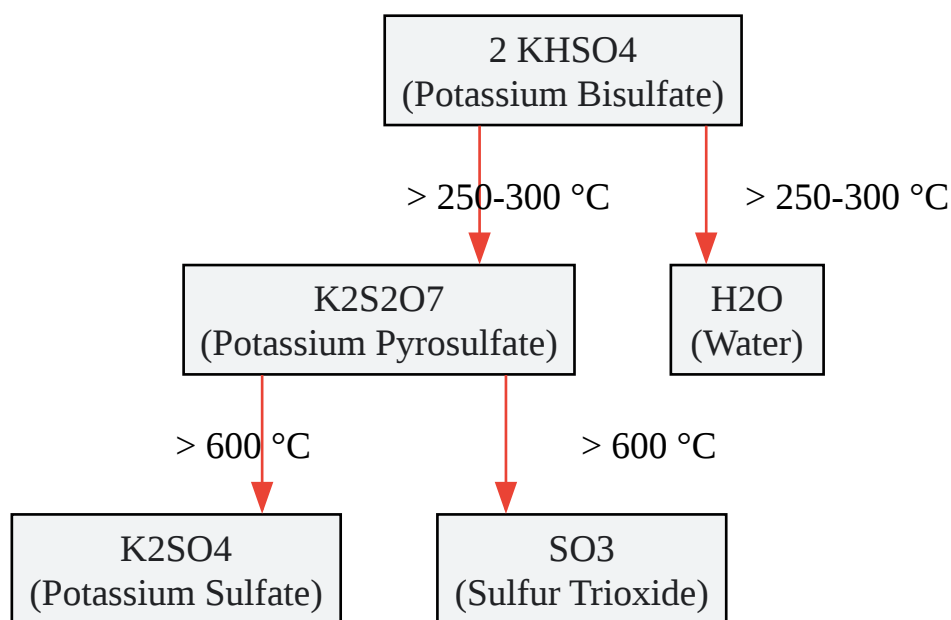 2 KHSO4
(Potassium Bisulfate)
> 250-300 °C
> 250-300 °C
K2S2O7
(Potassium Pyrosulfate)
H2O
(Water)
> 600 °C
> 600 °C
K2SO4
(Potassium Sulfate)
SO3
(Sulfur Trioxide)